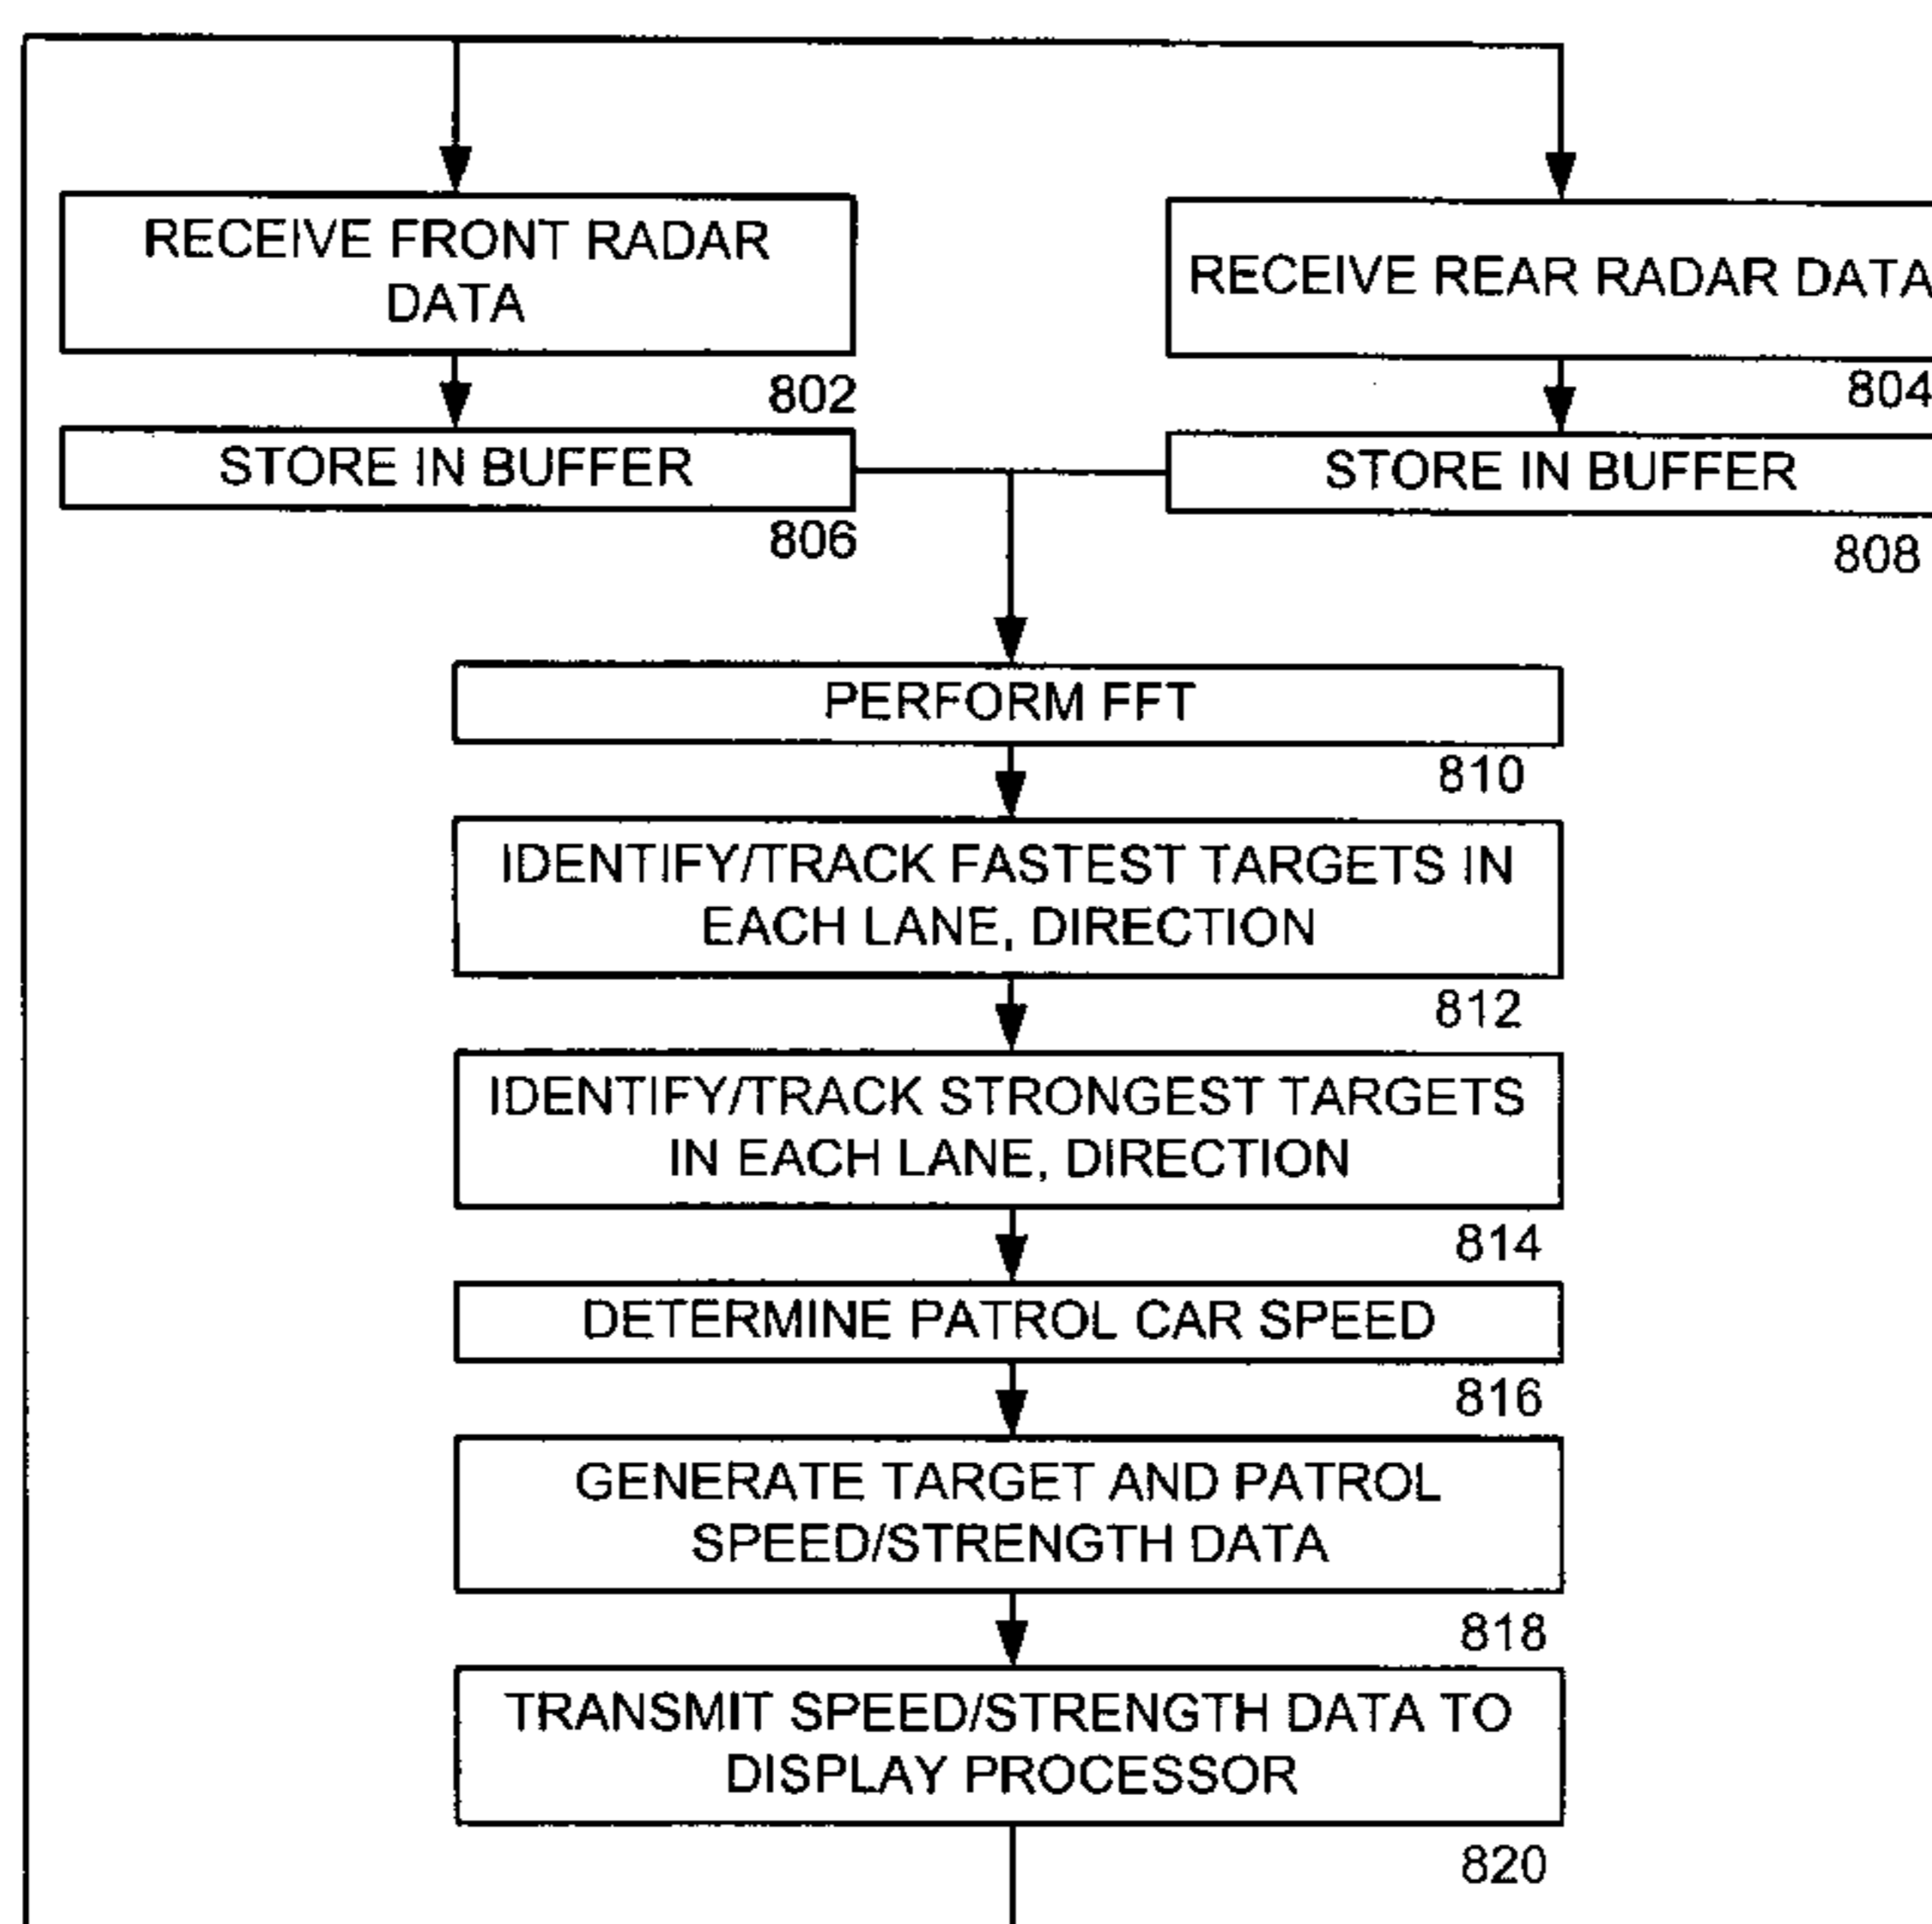 RECEIVE FRONT RADAR
DATA
802
RECEIVE REAR RADAR DATA
804
STORE IN BUFFER
806
STORE IN BUFFER
808
PERFORM FFT
810
IDENTIFY/TRACK FASTEST TARGETS IN
EACH LANE, DIRECTION
812
IDENTIFY/TRACK STRONGEST TARGETS
IN EACH LANE, DIRECTION
814
DETERMINE PATROL CAR SPEED
816
GENERATE TARGET AND PATROL
SPEED/STRENGTH DATA
818
TRANSMIT SPEED/STRENGTH DATA TO
DISPLAY PROCESSOR
820